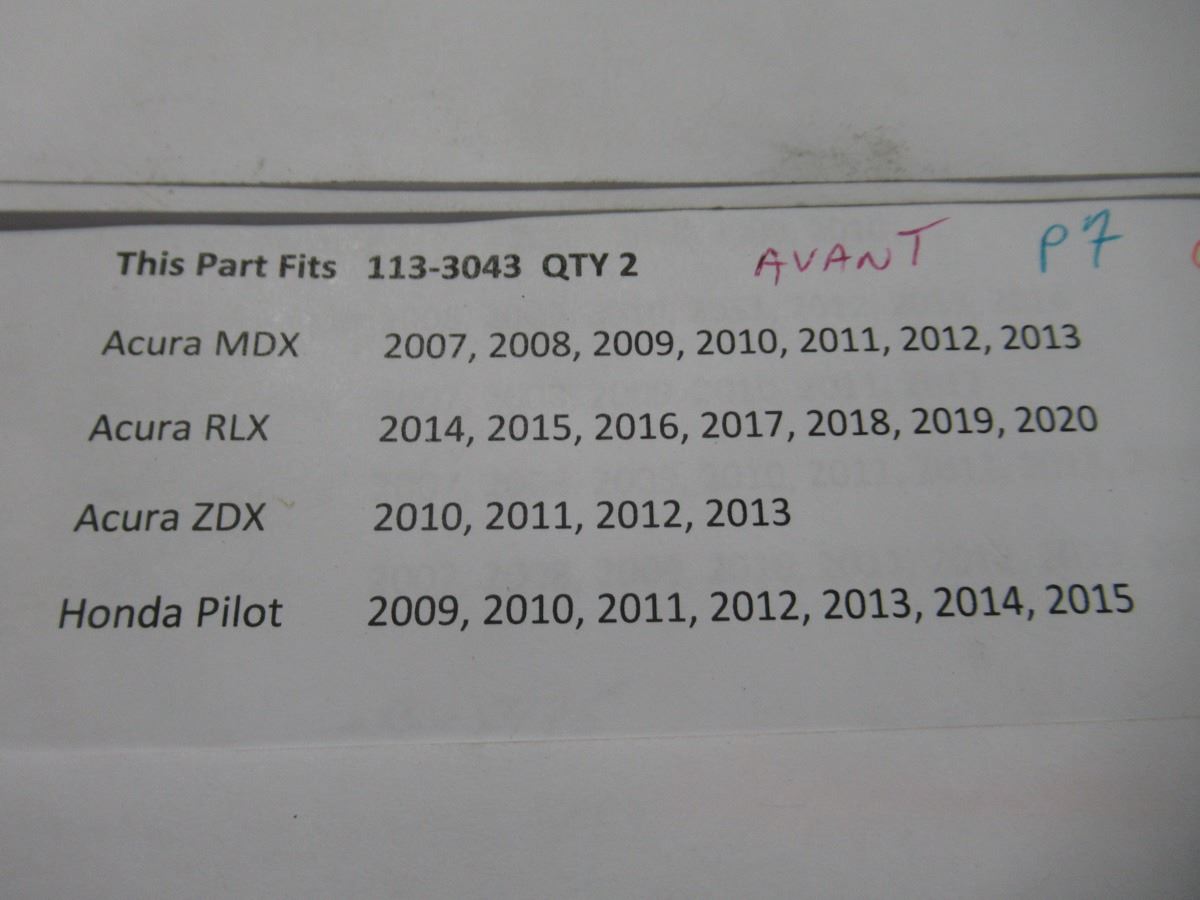 This Part Fits 113-3043 QTY 2 AVANT P7
Acura MDX 2007, 2008, 2009, 2010, 2011, 2012, 2013
Acura RLX 2014, 2015, 2016, 2017, 2018, 2019, 2020
Acura ZDX 2010, 2011, 2012, 2013
Honda Pilot 2009, 2010, 2011, 2012, 2013, 2014, 2015